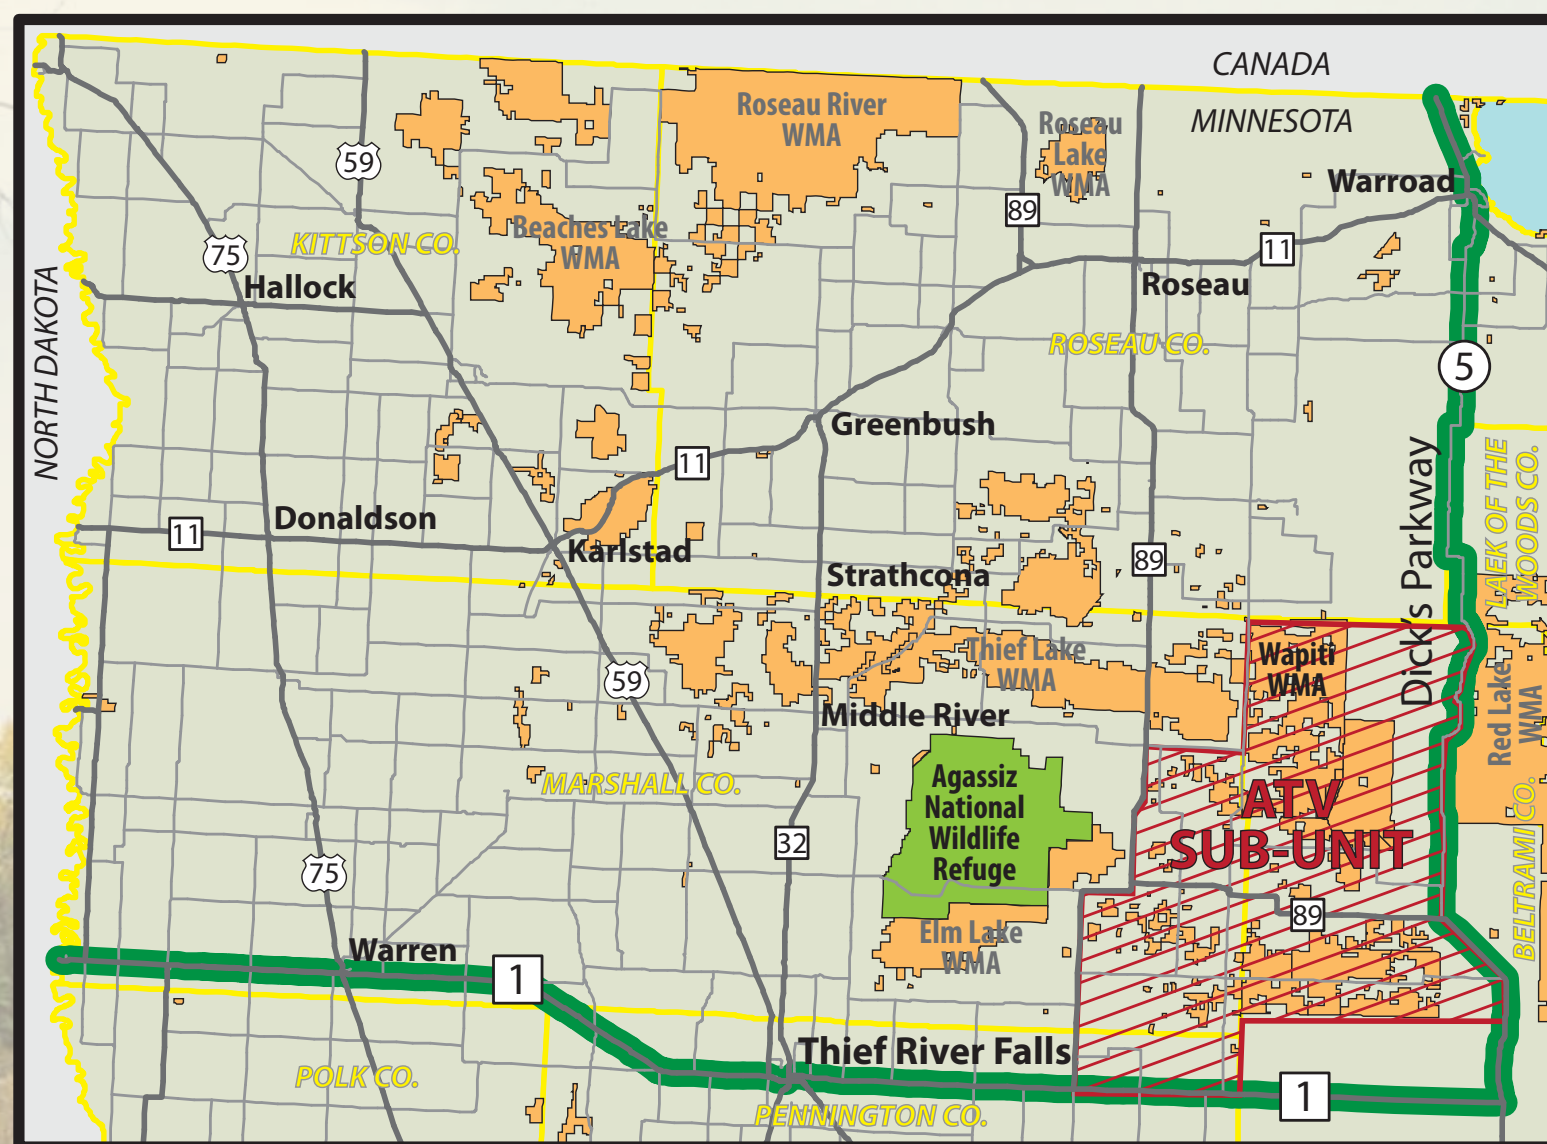 CANADA
MINNESOTA
Roseau River
WMA
Roseau
Lake
WMA
59
89
Warroad
Beaches Lake
WMA
KITTSON CO.
75
11
Hallock
Roseau
NORTH DAKOTA
ROSEAU CO.
5
Greenbush
11
Dick's Parkway
LAEK OF THE
WOODS CO.
Donaldson
11
Karlstad
89
Strathcona
Thief Lake
WMA
Wapiti
WMA
59
Red Lake
WMA
Middle River
MARSHALL CO.
Agassiz
National
Wildlife
Refuge
ATV
SUB-UNIT
32
75
BELTRAMI CO.
89
Elm Lake
WMA
Warren
1
Thief River Falls
POLK CO.
1
PENNINGTON CO.